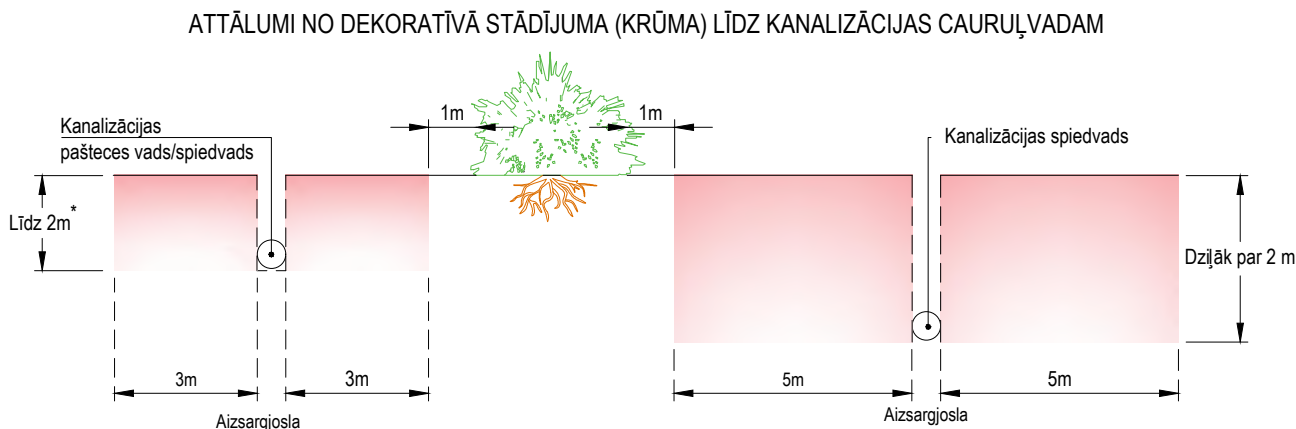 ATTĀLUMI NO DEKORATĪVĀ STĀDĪJUMA (KRŪMA) LĪDZ KANALIZĀCIJAS CAURUĻVADAM
1m
1m
Kanalizācijas
pašteces vads/spiedvads
Kanalizācijas spiedvads
Līdz 2m*
Dziļāk par 2 m
3m
3m
5m
5m
Aizsargjosla
Aizsargjosla